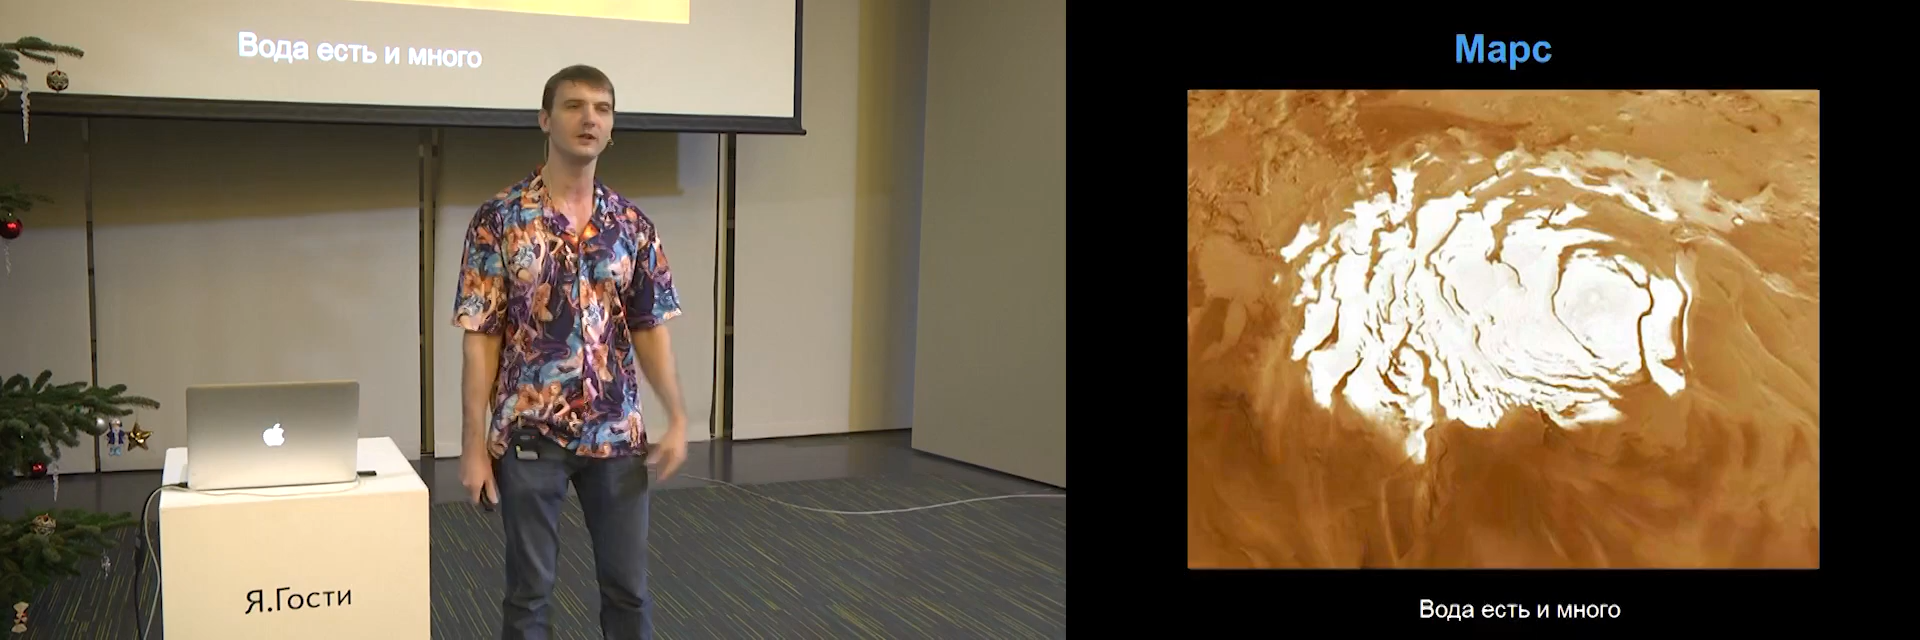 Вода есть и много
Я.Гости
Марс
Вода есть и много